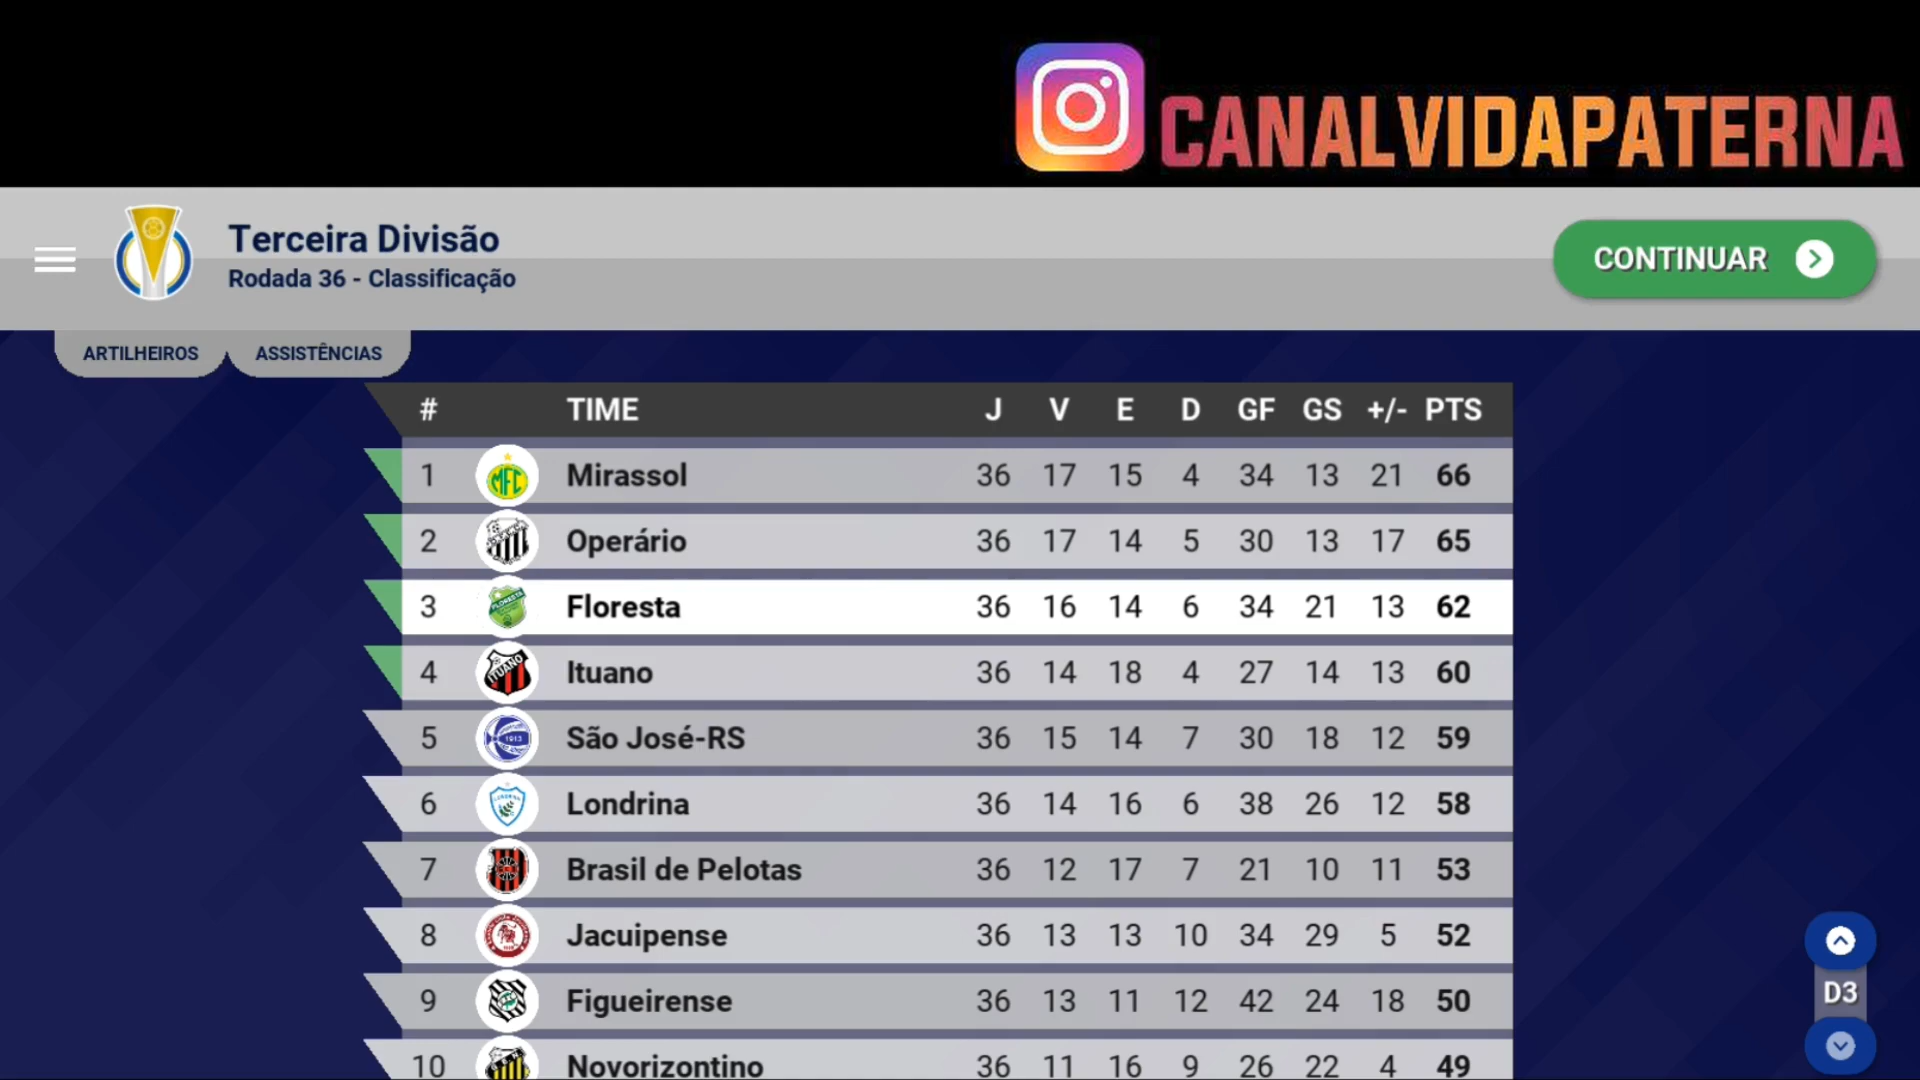 CANALVIDAPATERNA
Terceira Divisão
Rodada 36 - Classificação
CONTINUAR
ARTILHEIROS ASSISTÊNCIAS
# TIME J V E D GF GS +/- PTS
1 MFC Mirassol 36 17 15 4 34 13 21 66
2 Operário 36 17 14 5 30 13 17 65
3 FLORESTA Floresta 36 16 14 6 34 21 13 62
4 ITUANO Ituano 36 14 18 4 27 14 13 60
5 1913 São José-RS 36 15 14 7 30 18 12 59
6 LONDRINA Londrina 36 14 16 6 38 26 12 58
7 Brasil de Pelotas 36 12 17 7 21 10 11 53
8 Jacuipense 36 13 13 10 34 29 5 52
9 Figueirense 36 13 11 12 42 24 18 50
10 Novorizontino 36 11 16 9 26 22 4 49
D3